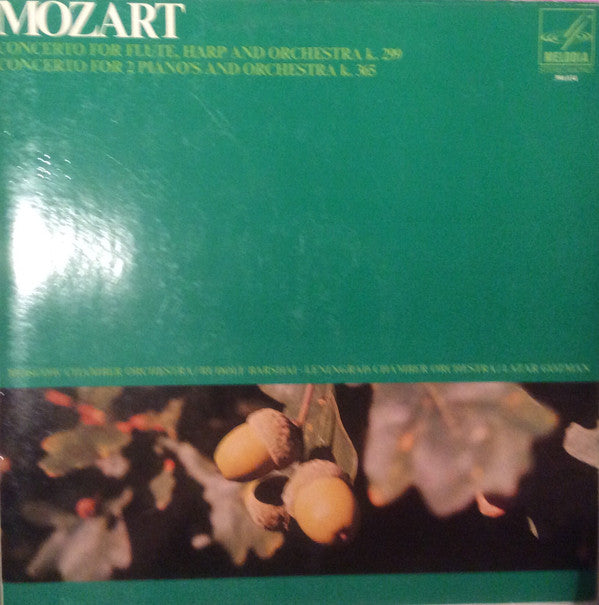 MOZART
CONCERTO FOR FLUTE, HARP AND ORCHESTRA k. 299
CONCERTO FOR 2 PIANO'S AND ORCHESTRA k. 365
MELODIA
MOSCOW CHAMBER ORCHESTRA/RUDOLF BARSHAI - LENINGRAD CHAMBER ORCHESTRA/LAZAR GOZMAN